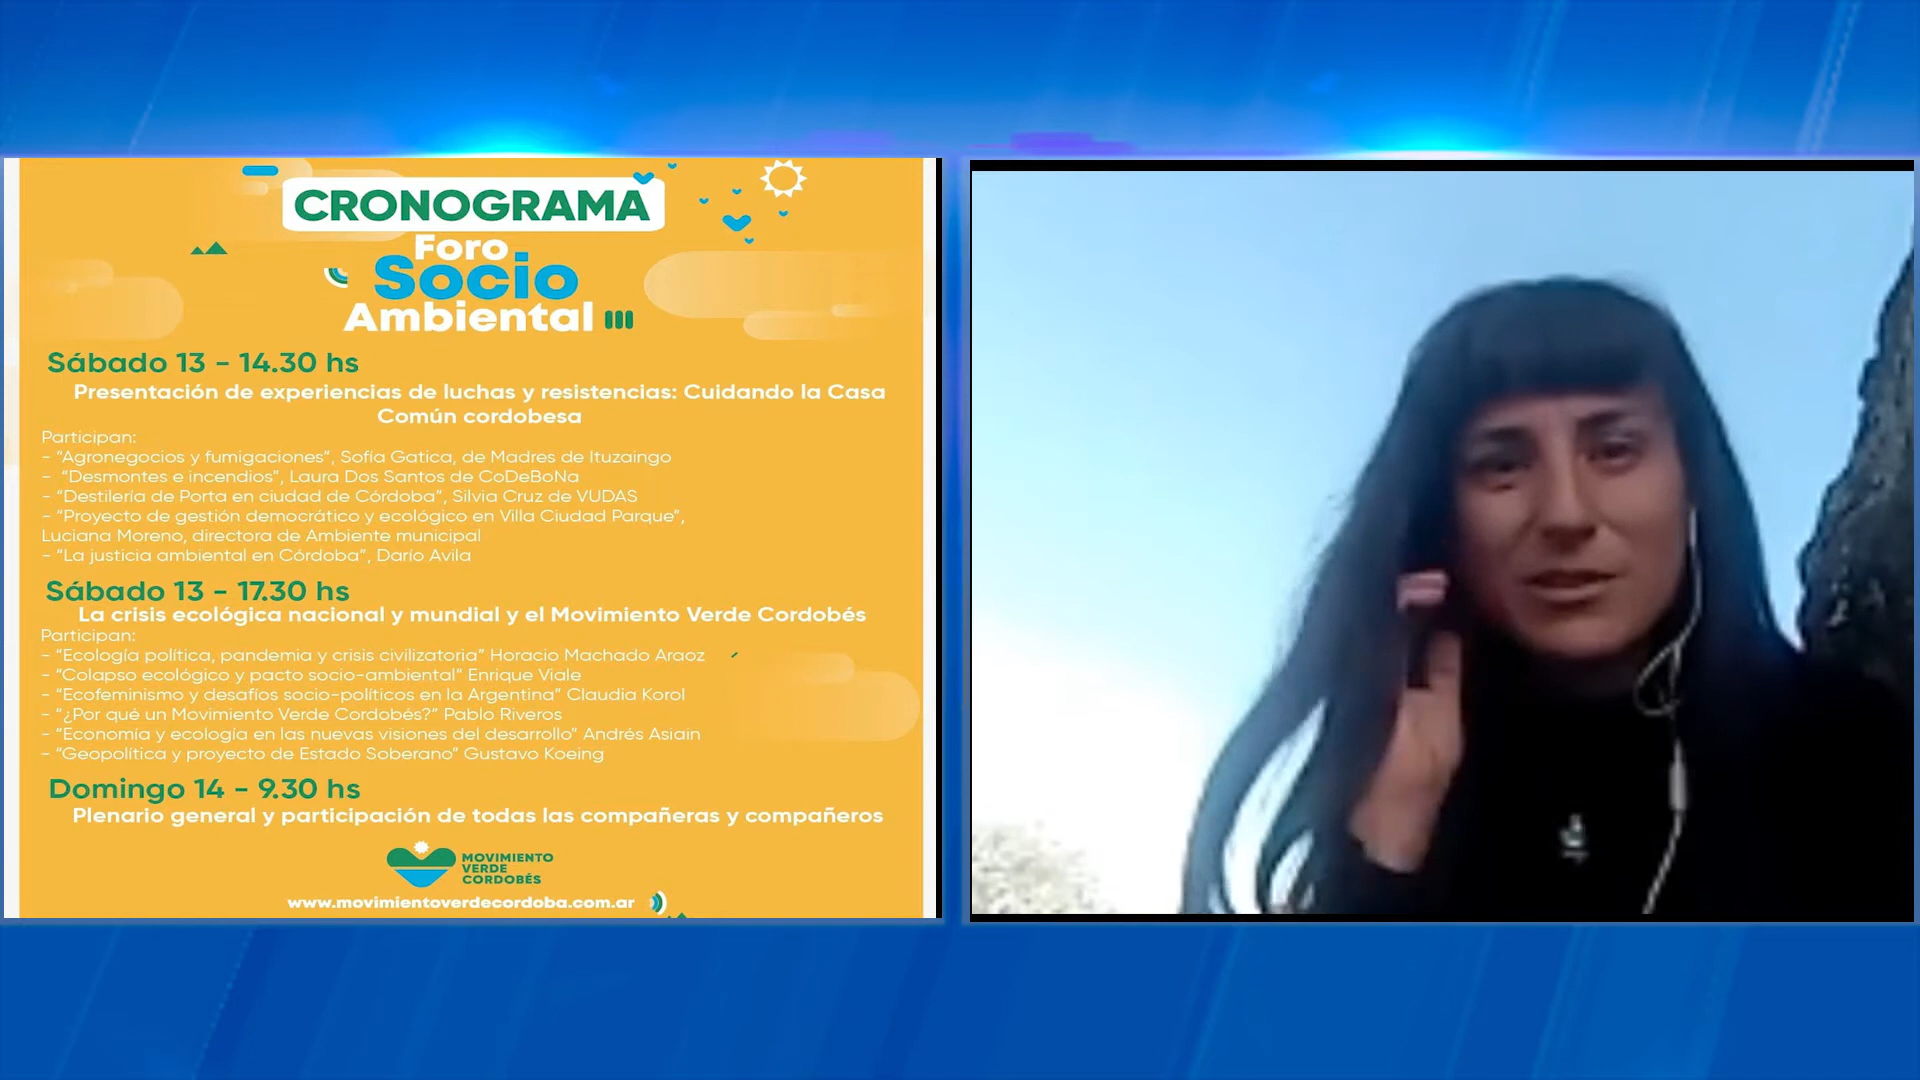 CRONOGRAMA
Foro
Socio
Ambiental
Sábado 13 - 14.30 hs
Presentación de experiencias de luchas y resistencias: Cuidando la Casa
Común cordobesa
Participan:
- "Agronegocios y fumigaciones", Sofía Gatica, de Madres de Ituzaingo
- "Desmontes e incendios", Laura Dos Santos de CoDeBoNa
- "Destilería de Porta en ciudad de Córdoba", Silvia Cruz de VUDAS
- "Proyecto de gestión democrático y ecológico en Villa Ciudad Parque",
Luciana Moreno, directora de Ambiente municipal
- "La justicia ambiental en Córdoba", Darío Avila
Sábado 13 - 17.30 hs
La crisis ecológica nacional y mundial y el Movimiento Verde Cordobés
Participan:
- "Ecología política, pandemia y crisis civilizatoria" Horacio Machado Araoz
- "Colapso ecológico y pacto socio-ambiental" Enrique Viale
- "Ecofeminismo y desafíos socio-políticos en la Argentina" Claudia Korol
- "¿Por qué un Movimiento Verde Cordobés?" Pablo Riveros
- "Economía y ecología en las nuevas visiones del desarrollo" Andrés Asiain
- "Geopolítica y proyecto de Estado Soberano" Gustavo Koeing
Domingo 14 - 9.30 hs
Plenario general y participación de todas las compañeras y compañeros
MOVIMIENTO
VERDE
CORDOBÉS
www.movimientoverdecordoba.com.ar